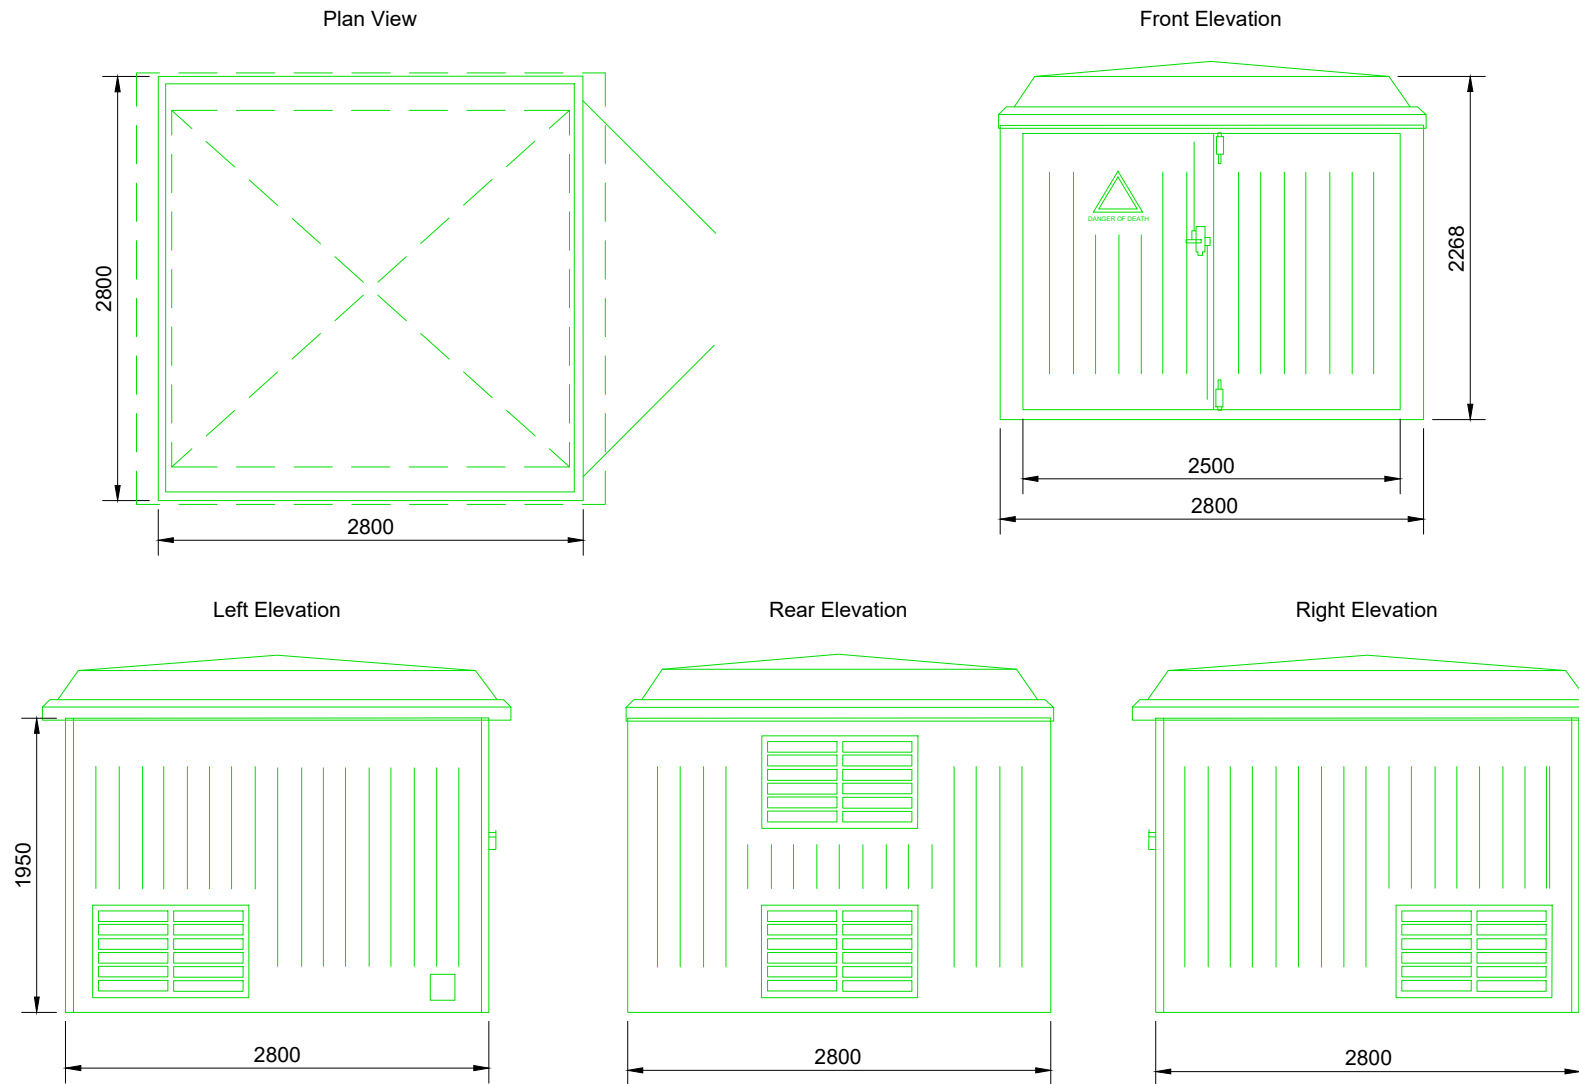 Plan View
Front Elevation
DANGER OF DEATH
2800
2268
2500
2800
2800
Left Elevation
Rear Elevation
Right Elevation
1950
2800
2800
2800